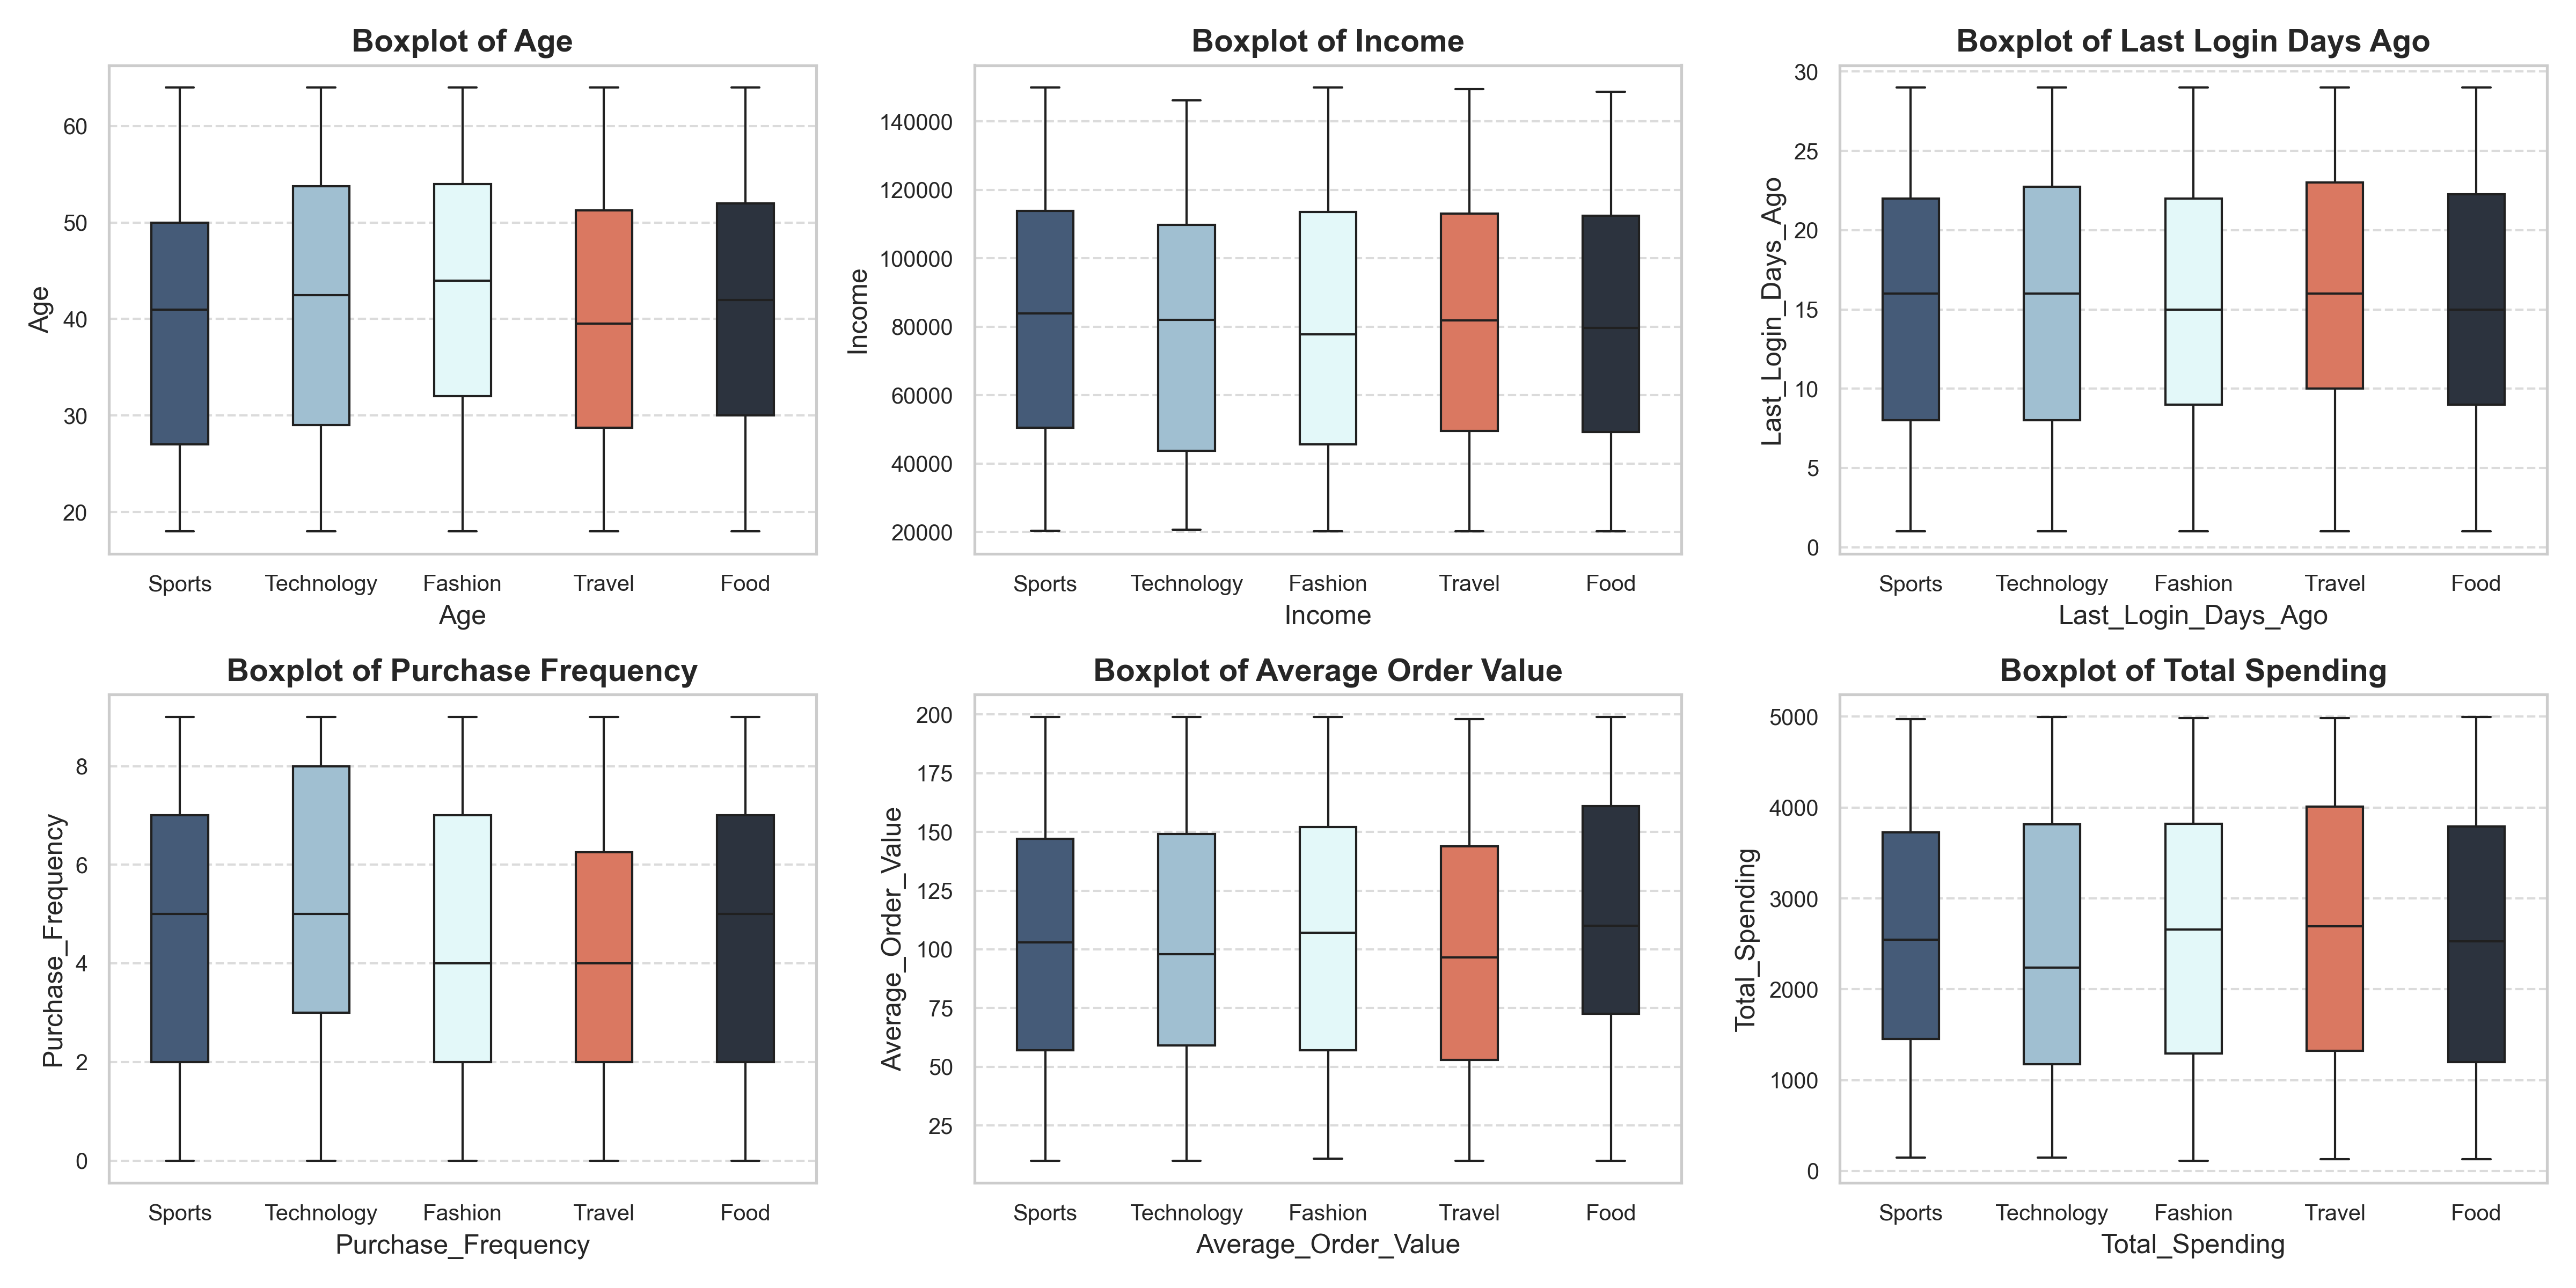 Boxplot of Age
Age
60
50
40
30
20
Sports Technology Fashion Travel Food
Age
Boxplot of Income
Income
140000
120000
100000
80000
60000
40000
20000
Sports Technology Fashion Travel Food
Income
Boxplot of Last Login Days Ago
Last_Login_Days_Ago
30
25
20
15
10
5
0
Sports Technology Fashion Travel Food
Last_Login_Days_Ago
Boxplot of Purchase Frequency
Purchase_Frequency
8
6
4
2
0
Sports Technology Fashion Travel Food
Purchase_Frequency
Boxplot of Average Order Value
Average_Order_Value
200
175
150
125
100
75
50
25
Sports Technology Fashion Travel Food
Average_Order_Value
Boxplot of Total Spending
Total_Spending
5000
4000
3000
2000
1000
0
Sports Technology Fashion Travel Food
Total_Spending